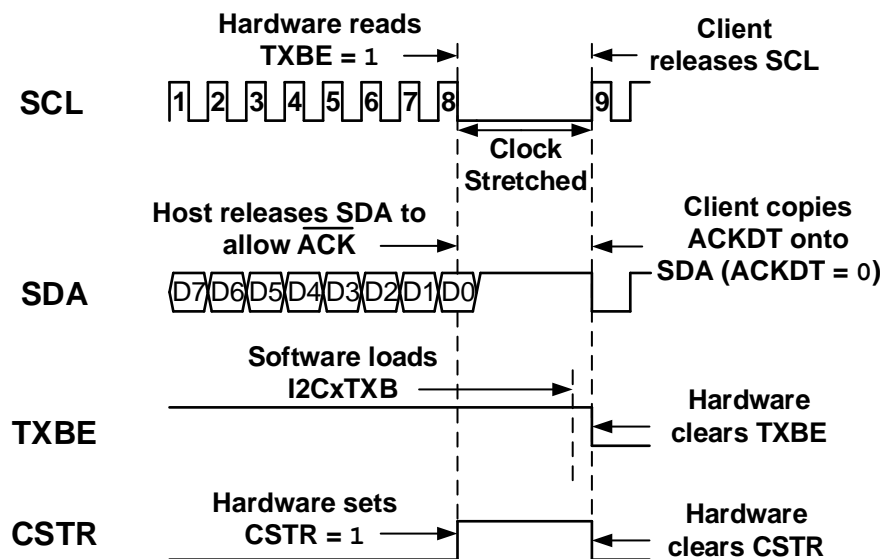 Hardware reads
TXBE = 1
Client
releases SCL
SCL
1 2 3 4 5 6 7 8 9
Clock
Stretched
Host releases SDA to
allow A̅C̅K̅
Client copies
ACKDT onto
SDA (ACKDT = 0)
SDA
D7 D6 D5 D4 D3 D2 D1 D0
Software loads
I2CxTXB
TXBE
Hardware
clears TXBE
Hardware sets
CSTR = 1
CSTR
Hardware
clears CSTR